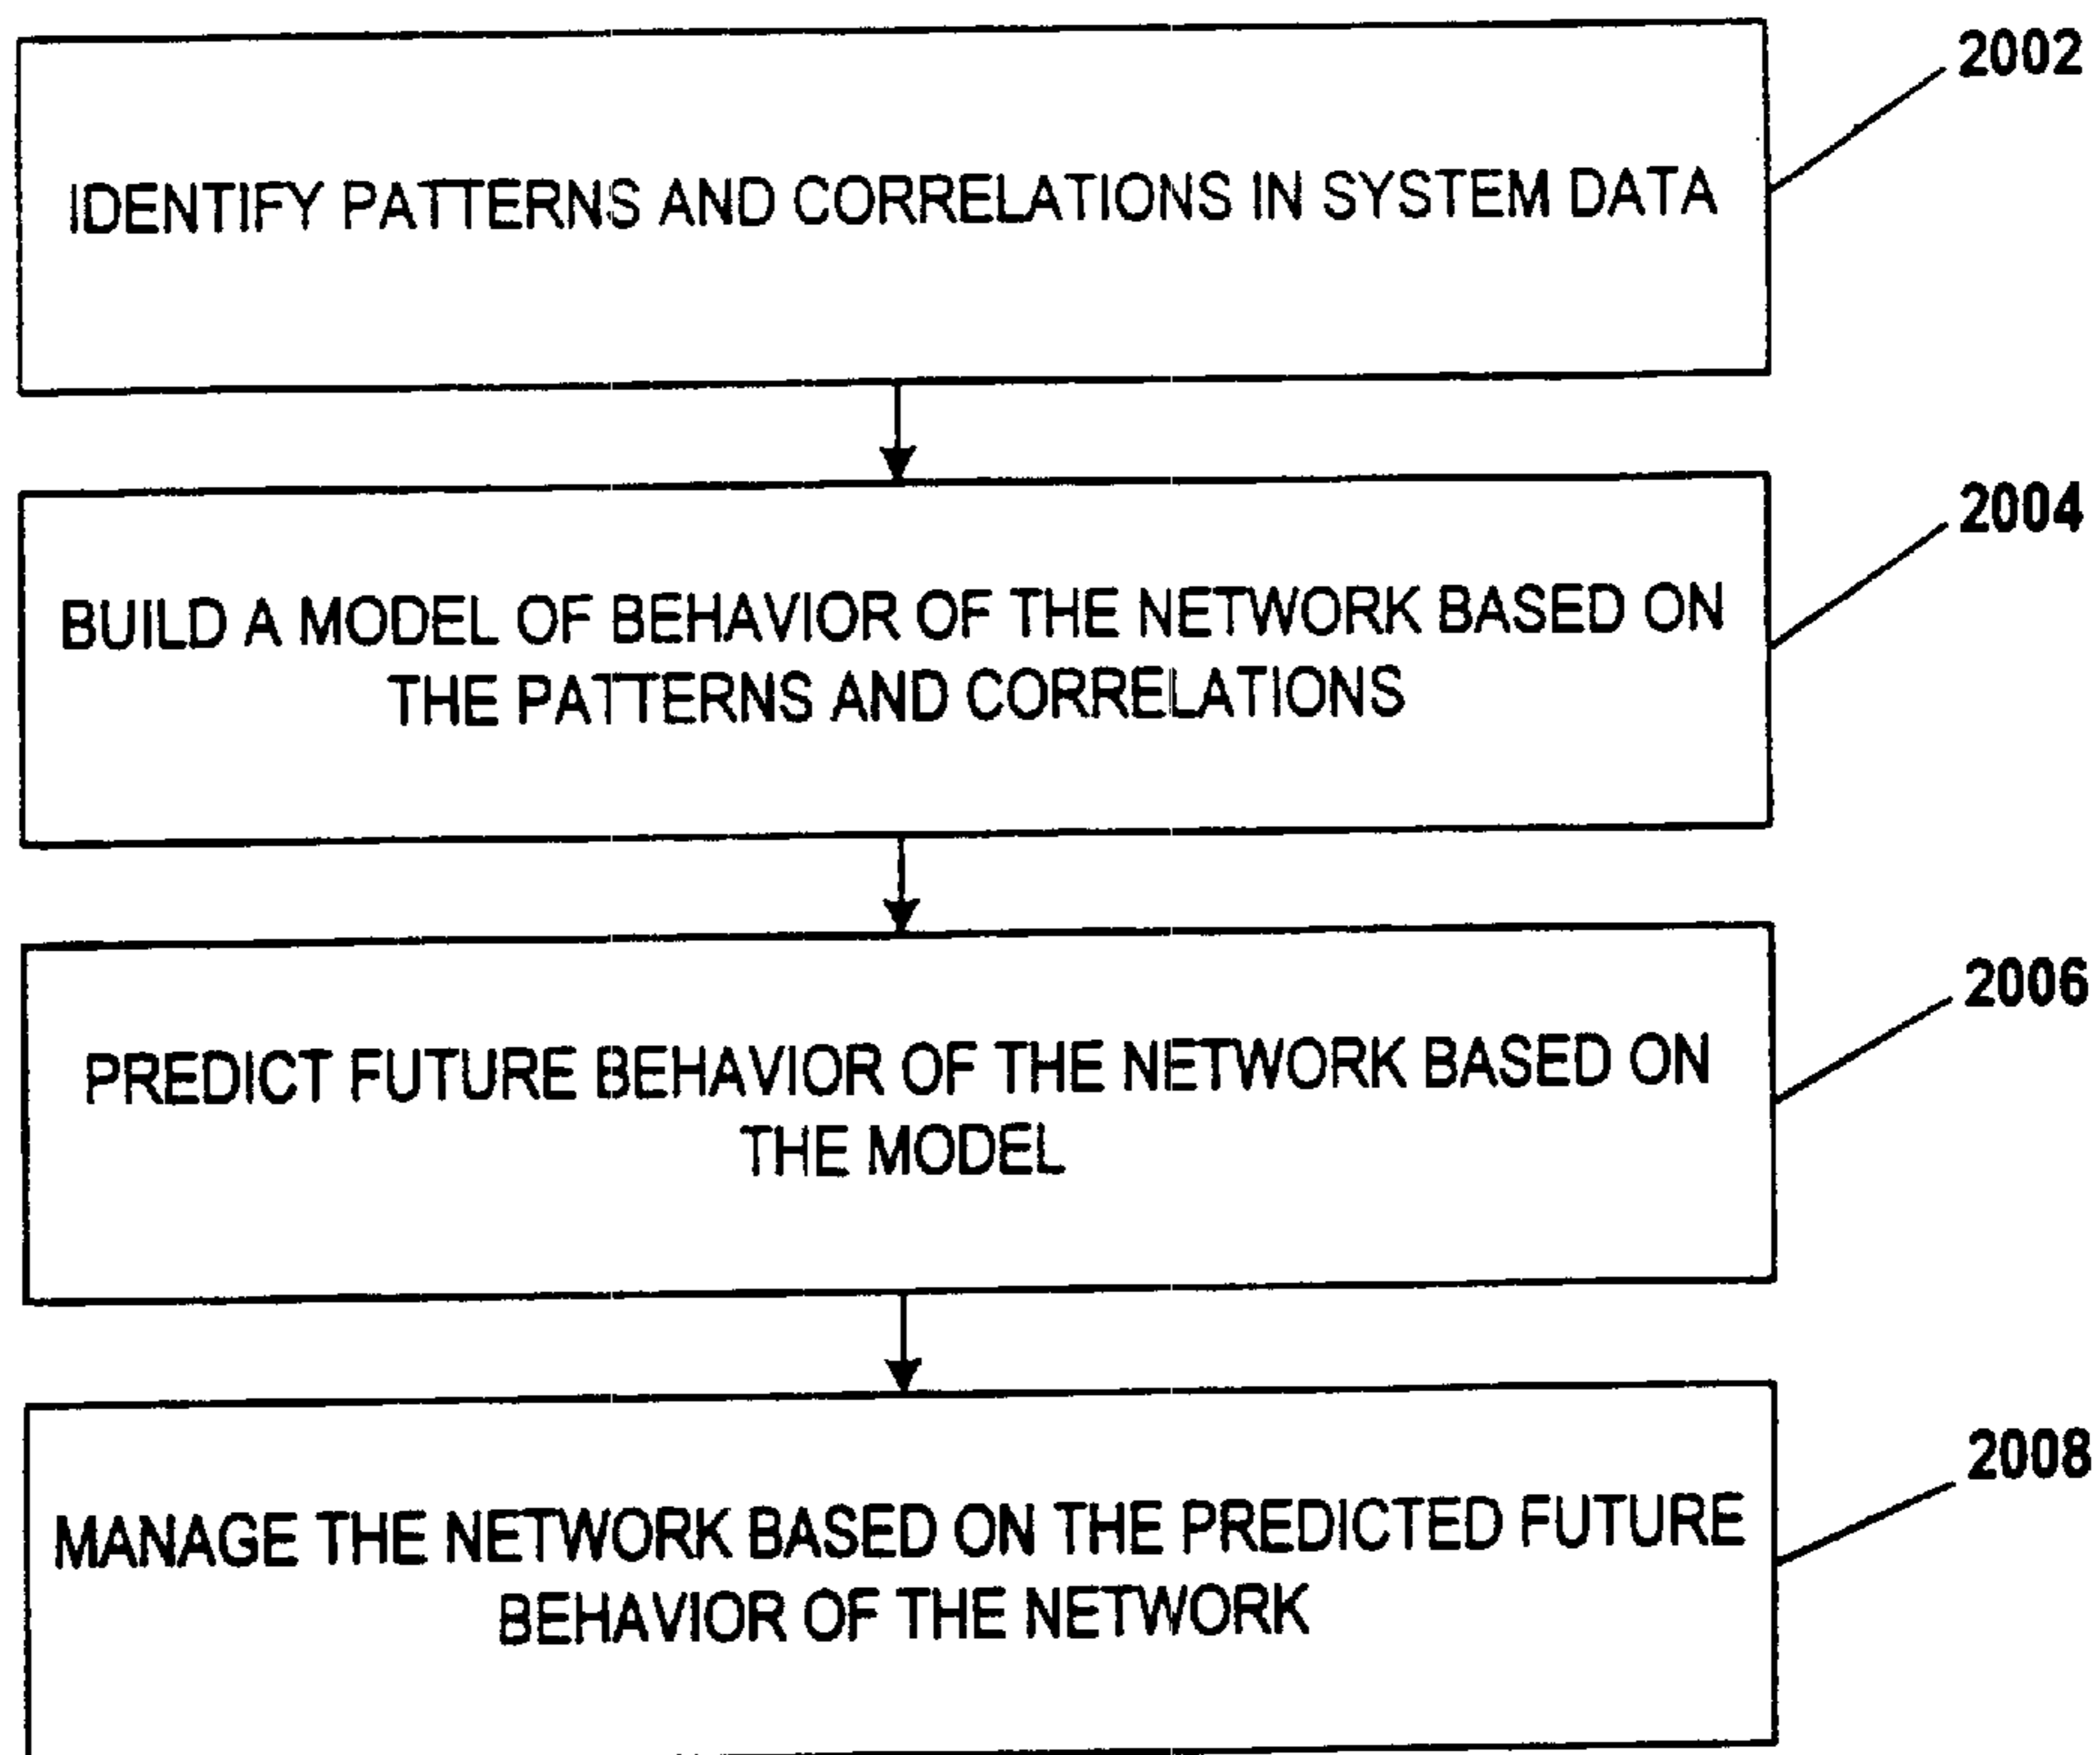 2002
IDENTIFY PATTERNS AND CORRELATIONS IN SYSTEM DATA
2004
BUILD A MODEL OF BEHAVIOR OF THE NETWORK BASED ON
THE PATTERNS AND CORRELATIONS
2006
PREDICT FUTURE BEHAVIOR OF THE NETWORK BASED ON
THE MODEL
2008
MANAGE THE NETWORK BASED ON THE PREDICTED FUTURE
BEHAVIOR OF THE NETWORK